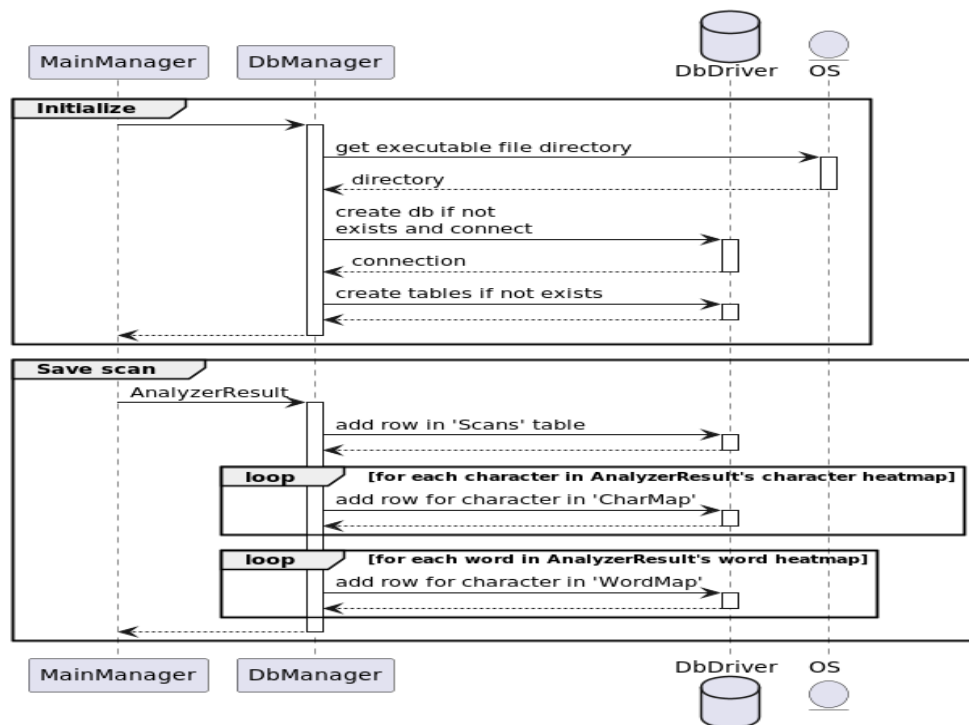 MainManager
DbManager
DbDriver
OS
Initialize
get executable file directory
directory
create db if not
exists and connect
connection
create tables if not exists
Save scan
AnalyzerResult
add row in 'Scans' table
loop [for each character in AnalyzerResult's character heatmap]
add row for character in 'CharMap'
loop [for each word in AnalyzerResult's word heatmap]
add row for character in 'WordMap'
MainManager
DbManager
DbDriver
OS